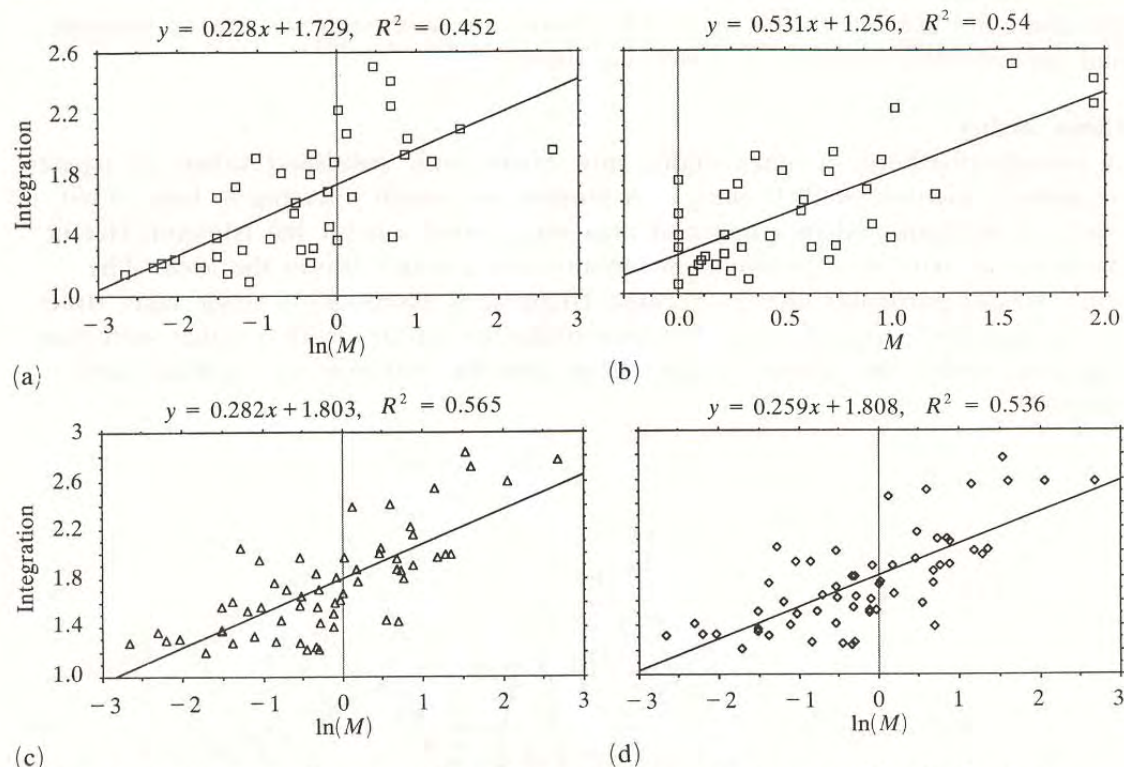 y = 0.228x + 1.729, R² = 0.452
2.6
2.2
1.8
1.4
1.0
Integration
−3 −2 −1 0 1 2 3
ln(M)
(a)
y = 0.531x + 1.256, R² = 0.54
0.0 0.5 1.0 1.5 2.0
M
(b)
y = 0.282x + 1.803, R² = 0.565
3
2.6
2.2
1.8
1.4
1.0
Integration
−3 −2 −1 0 1 2 3
ln(M)
(c)
y = 0.259x + 1.808, R² = 0.536
−3 −2 −1 0 1 2 3
ln(M)
(d)